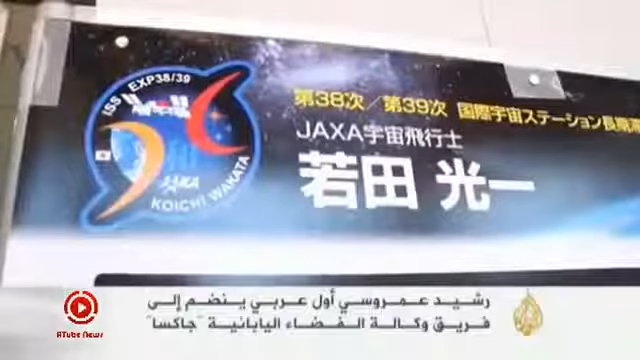 ISS EXP38/39
JAXA
KOICHI WAKATA
第38次/第39次 国際宇宙ステーション長期滞
JAXA宇宙飛行士
若田 光一
رشيد عمروسي أول عربي ينضم إلى
فريق وكالة الفضاء اليابانية "جاكسا"
ATube News